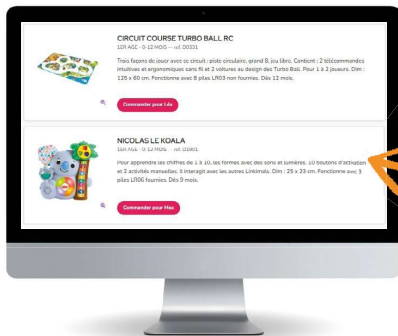 CIRCUIT COURSE TURBO BALL RC
1ER AGE - 0-12 MOIS — ref. D0331
Trois façons de jouer avec ce circuit : piste circulaire, grand 8, jeu libre. Contient : 2 télécommandes
intuitives et ergonomiques sans fil et 2 voitures au design des Turbo Ball. Pour 1 à 2 joueurs. Dim :
125 x 60 cm. Fonctionne avec 8 piles LR03 non fournies. Dès 12 mois.
Commander pour Léa
NICOLAS LE KOALA
1ER AGE - 0-12 MOIS — ref. D1901
Pour apprendre les chiffres de 1 à 10, les formes avec des sons et lumières. 10 boutons d'activation
et 2 activités manuelles. Il interagit avec les autres Linkimals. Dim : 25 x 23 cm. Fonctionne avec 3
piles LR06 fournies. Dès 9 mois.
Commander pour Max